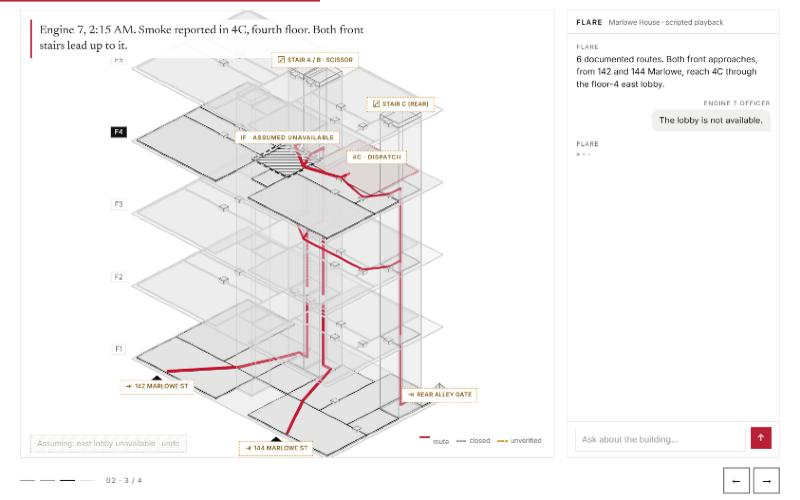 Engine 7, 2:15 AM. Smoke reported in 4C, fourth floor. Both front
stairs lead up to it.
F5
STAIR A / B · SCISSOR
STAIR C (REAR)
F4
IF · ASSUMED UNAVAILABLE
4C · DISPATCH
F3
F2
F1
142 MARLOWE ST
REAR ALLEY GATE
144 MARLOWE ST
Assuming: east lobby unavailable · undo
route
closed
unverified
02 · 3 / 4
FLARE Marlowe House · scripted playback
FLARE
6 documented routes. Both front approaches,
from 142 and 144 Marlowe, reach 4C through
the floor-4 east lobby.
ENGINE 7 OFFICER
The lobby is not available.
FLARE
Ask about the building...